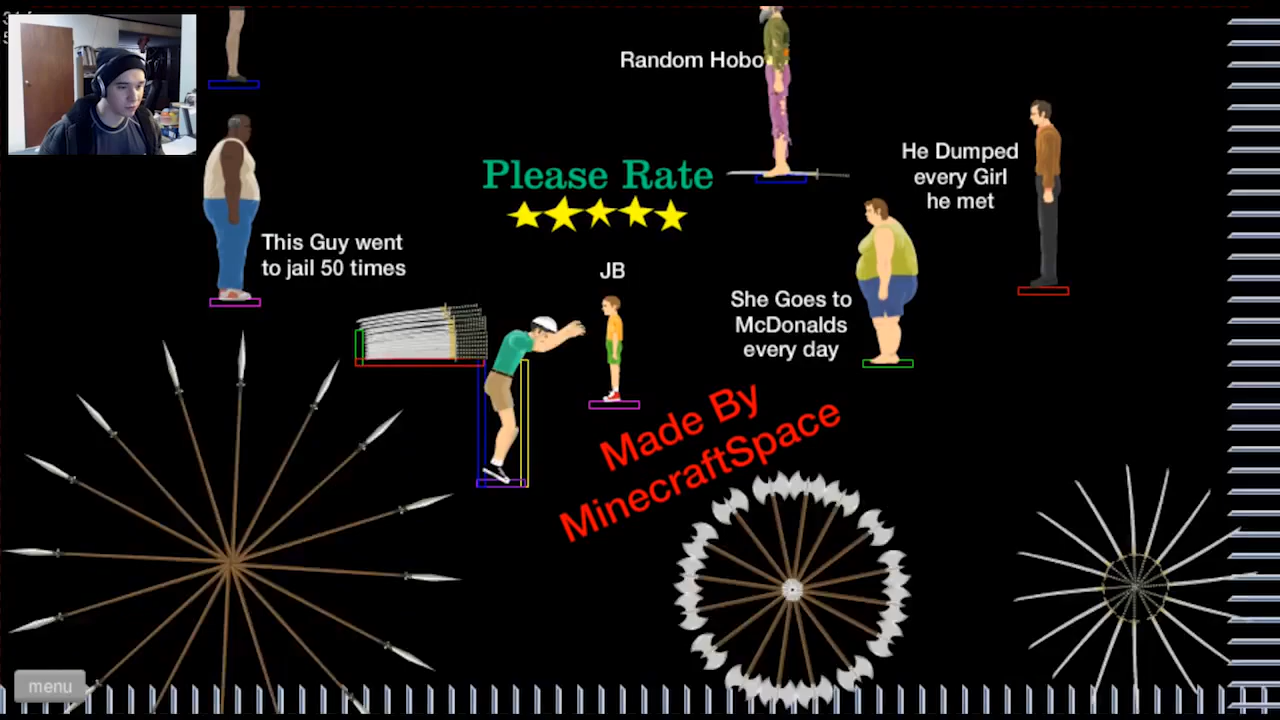 Random Hobo
He Dumped
every Girl
he met
Please Rate
This Guy went
to jail 50 times
JB
She Goes to
McDonalds
every day
Made By
MinecraftSpace
menu